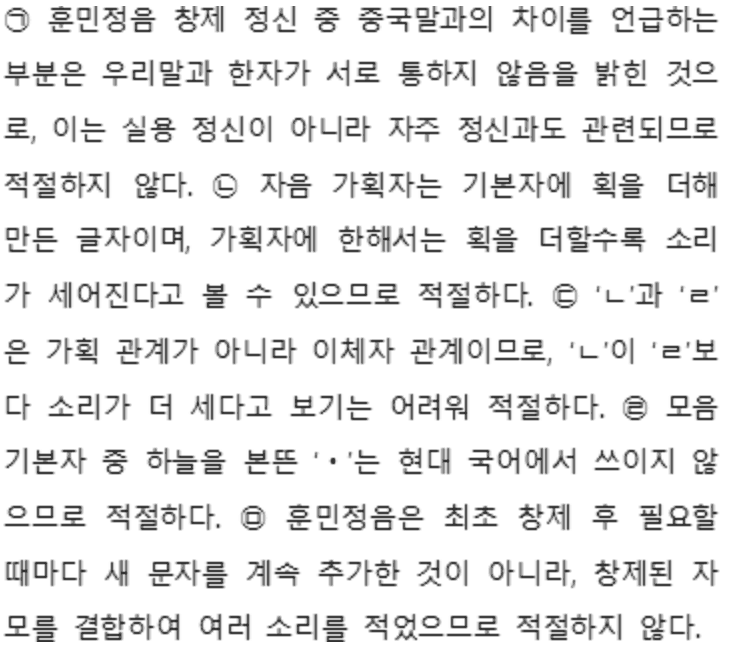 ㉠ 훈민정음 창제 정신 중 중국말과의 차이를 언급하는
부분은 우리말과 한자가 서로 통하지 않음을 밝힌 것으
로, 이는 실용 정신이 아니라 자주 정신과도 관련되므로
적절하지 않다. ㉡ 자음 가획자는 기본자에 획을 더해
만든 글자이며, 가획자에 한해서는 획을 더할수록 소리
가 세어진다고 볼 수 있으므로 적절하다. ㉢ ‘ㄴ’과 ‘ㄹ’
은 가획 관계가 아니라 이체자 관계이므로, ‘ㄴ’이 ‘ㄹ’보
다 소리가 더 세다고 보기는 어려워 적절하다. ㉣ 모음
기본자 중 하늘을 본뜬 ‘・’는 현대 국어에서 쓰이지 않
으므로 적절하다. ㉤ 훈민정음은 최초 창제 후 필요할
때마다 새 문자를 계속 추가한 것이 아니라, 창제된 자
모를 결합하여 여러 소리를 적었으므로 적절하지 않다.